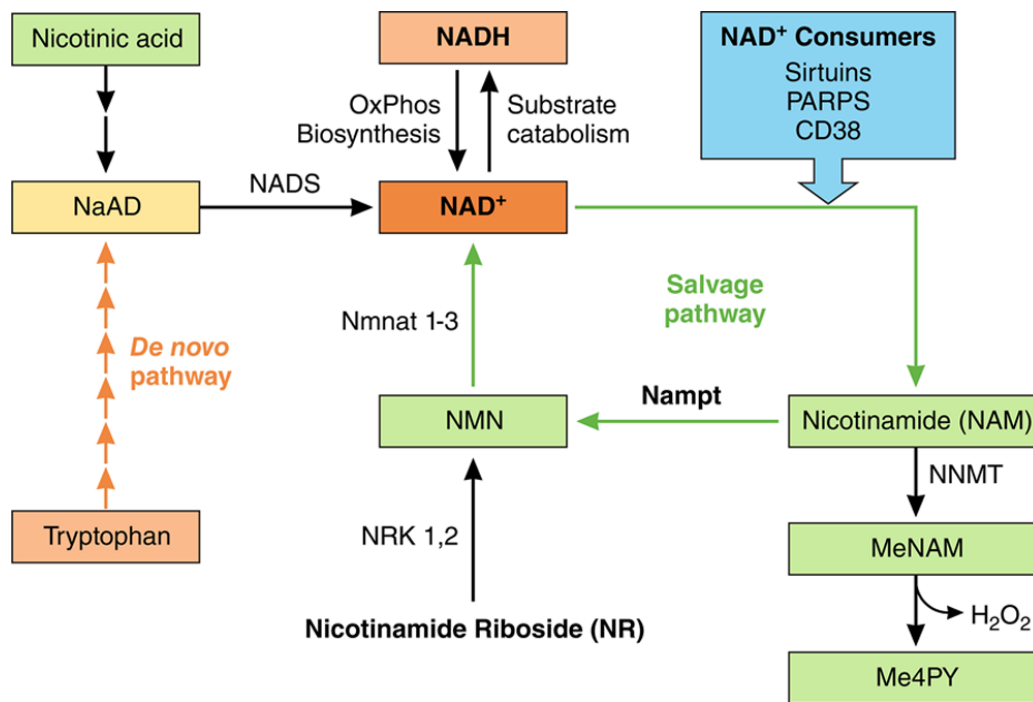 Nicotinic acid
NADH
NAD⁺ Consumers
Sirtuins
PARPS
CD38
OxPhos
Biosynthesis
Substrate
catabolism
NaAD
NADS
NAD⁺
Salvage
pathway
Nmnat 1-3
De novo
pathway
NMN
Nampt
Nicotinamide (NAM)
NNMT
Tryptophan
NRK 1,2
MeNAM
H₂O₂
Nicotinamide Riboside (NR)
Me4PY